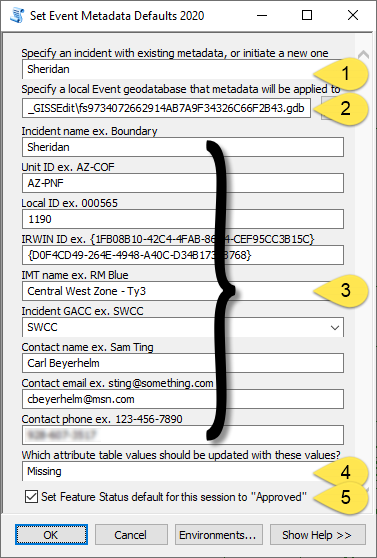 Set Event Metadata Defaults 2020
Specify an incident with existing metadata, or initiate a new one
Sheridan
1
Specify a local Event geodatabase that metadata will be applied to
_GISSEdit\fs9734072662914AB7A9F34326C66F2B43.gdb
2
Incident name ex. Boundary
Sheridan
Unit ID ex. AZ-COF
AZ-PNF
Local ID ex. 000565
1190
IRWIN ID ex. {1FB08B10-42C4-4FAB-86 4-CEF95CC3B15C}
{D0F4CD49-264E-4948-A40C-D34B17 3768}
IMT name ex. RM Blue
Central West Zone - Ty3
3
Incident GACC ex. SWCC
SWCC
Contact name ex. Sam Ting
Carl Beyerhelm
Contact email ex. sting@something.com
cbeyerhelm@msn.com
Contact phone ex. 123-456-7890
Which attribute table values should be updated with these values?
Missing
4
Set Feature Status default for this session to "Approved"
5
OK Cancel Environments... Show Help >>